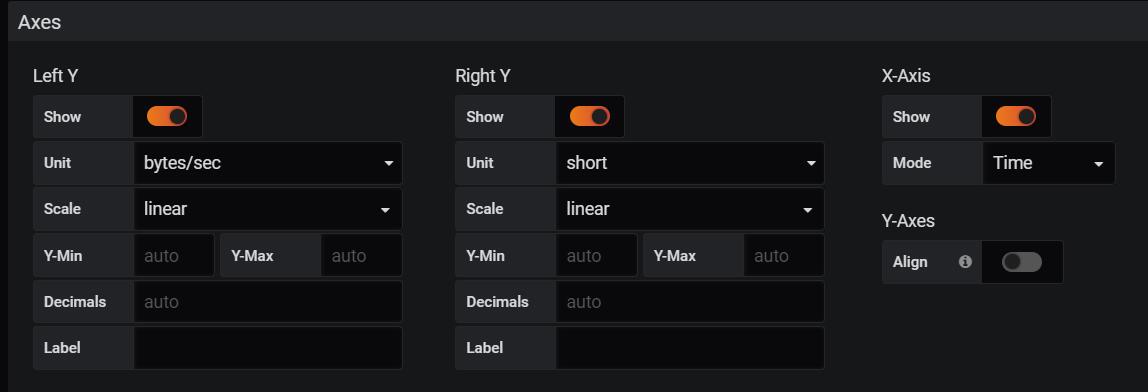 Axes
Left Y
Show
Unit bytes/sec
Scale linear
Y-Min auto Y-Max auto
Decimals auto
Label
Right Y
Show
Unit short
Scale linear
Y-Min auto Y-Max auto
Decimals auto
Label
X-Axis
Show
Mode Time
Y-Axes
Align